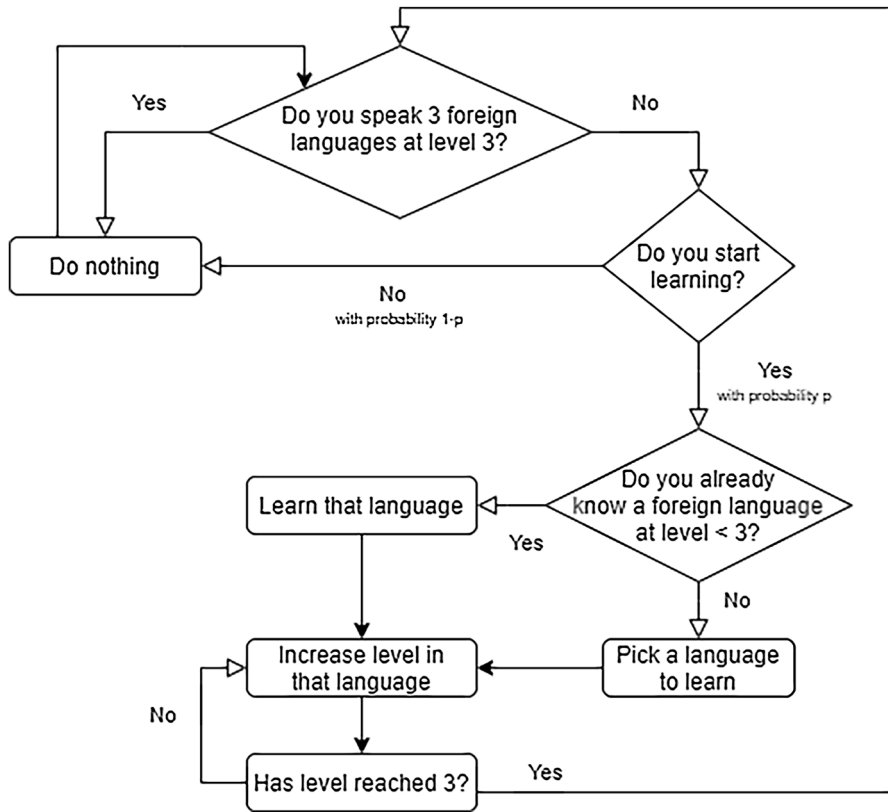 Do you speak 3 foreign
languages at level 3?
Yes
No
Do nothing
Do you start
learning?
No
with probability 1-p
Yes
with probability p
Do you already
know a foreign language
at level < 3?
Learn that language
Yes
No
Increase level in
that language
Pick a language
to learn
No
Has level reached 3?
Yes